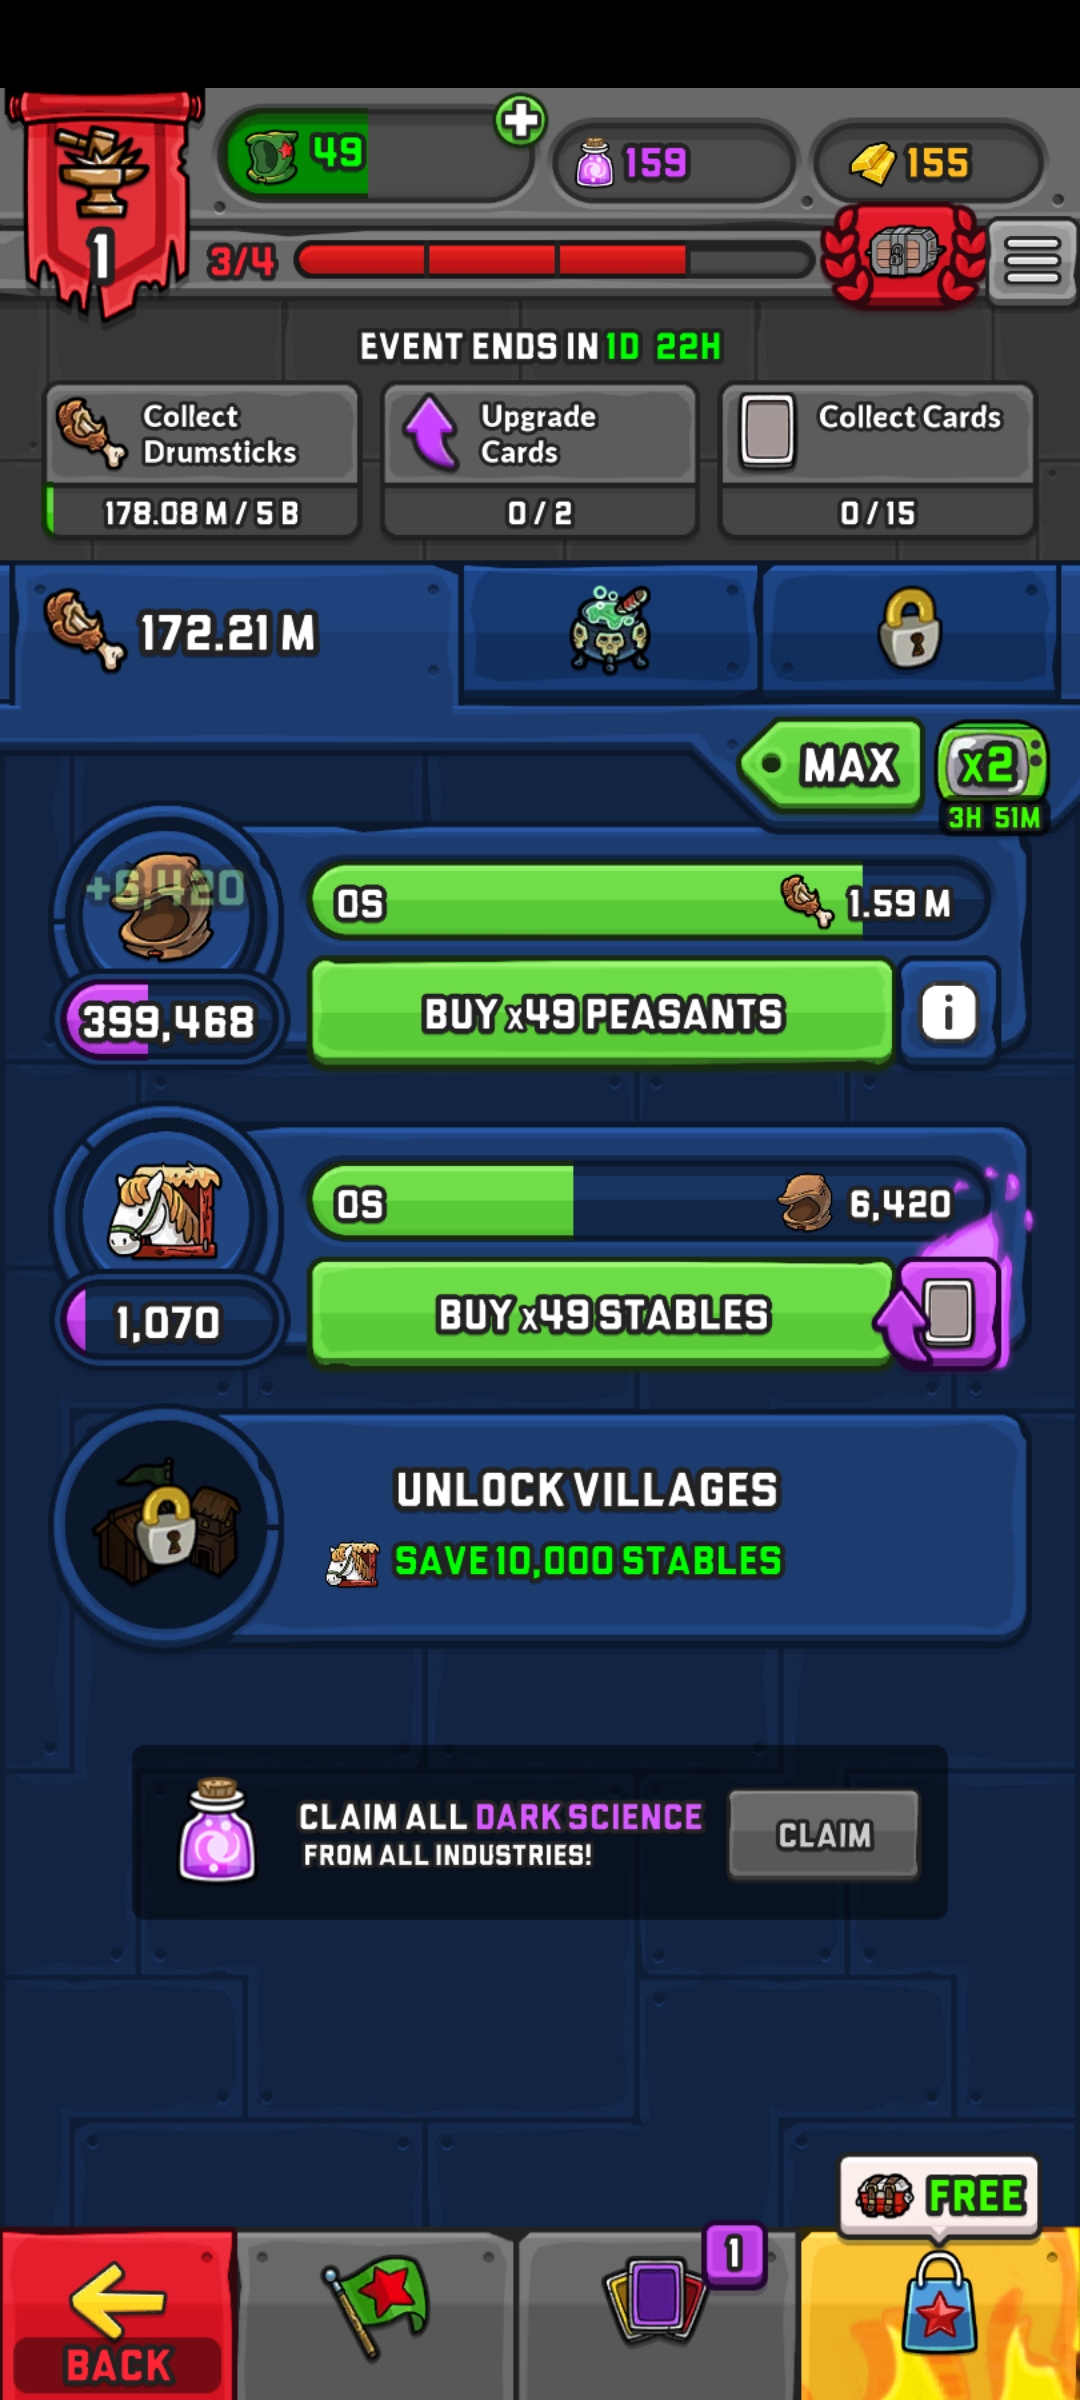 49
159
155
1
3/4
EVENT ENDS IN 1D 22H
Collect
Drumsticks
178.08 M / 5 B
Upgrade
Cards
0 / 2
Collect Cards
0 / 15
172.21 M
MAX
x2
3H 51M
+6,420
399,468
0S
1.59 M
BUY x49 PEASANTS
i
1,070
0S
6,420
BUY x49 STABLES
UNLOCK VILLAGES
SAVE 10,000 STABLES
CLAIM ALL DARK SCIENCE
FROM ALL INDUSTRIES!
CLAIM
FREE
1
BACK